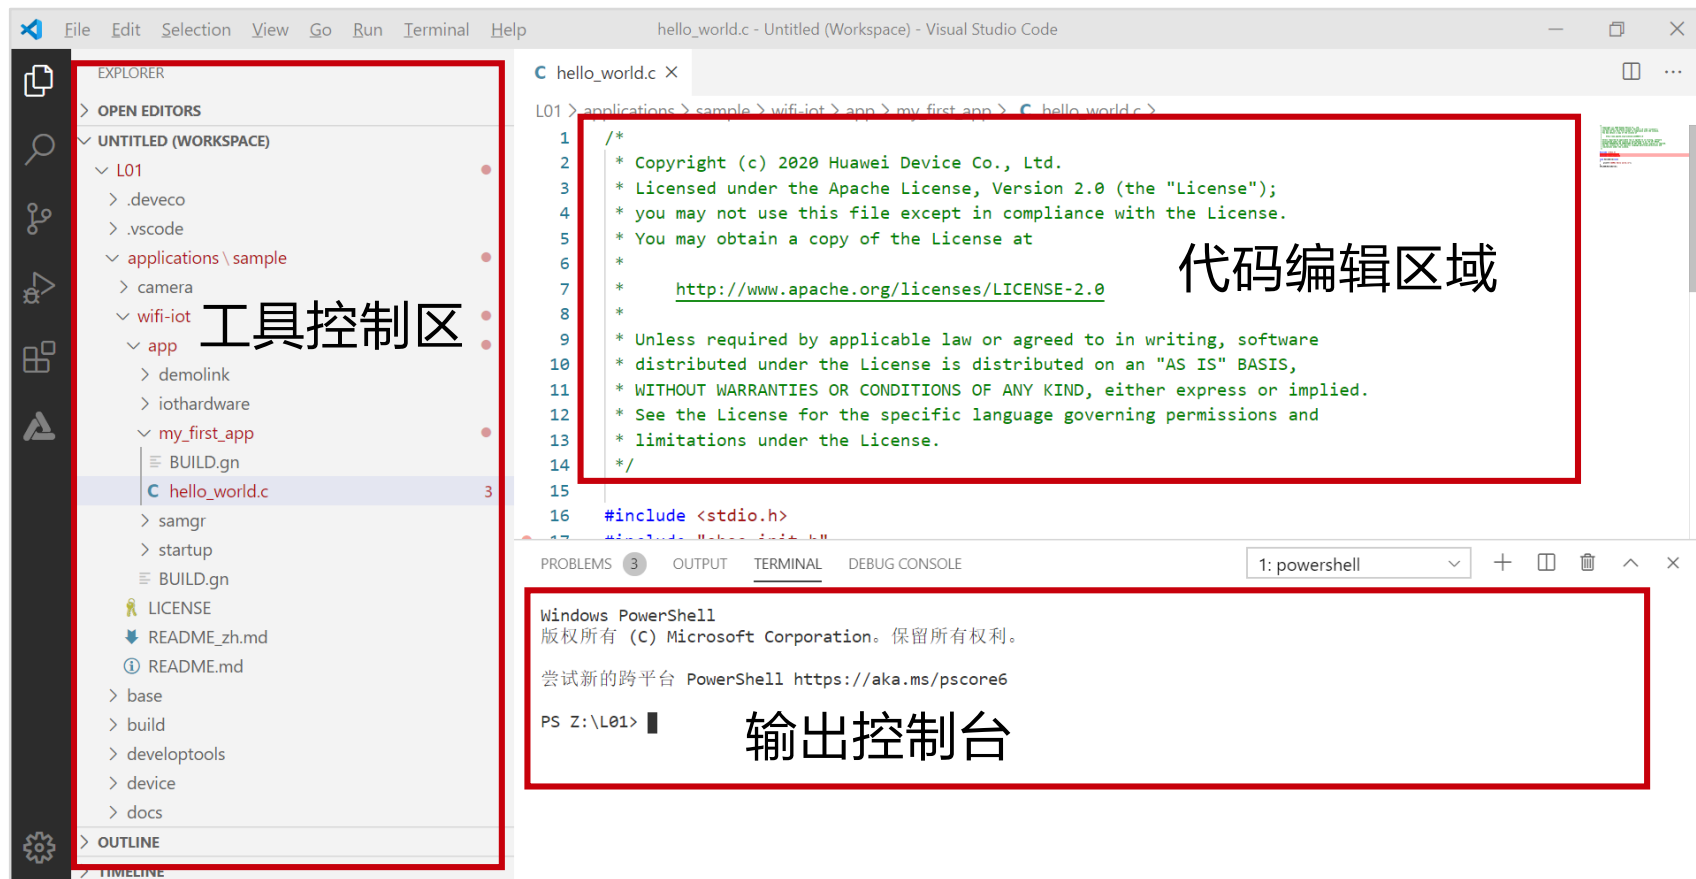 File Edit Selection View Go Run Terminal Help
hello_world.c - Untitled (Workspace) - Visual Studio Code
EXPLORER
OPEN EDITORS
UNTITLED (WORKSPACE)
L01
.deveco
.vscode
applications \ sample
camera
wifi-iot
app
demolink
iothardware
my_first_app
BUILD.gn
C hello_world.c 3
samgr
startup
BUILD.gn
LICENSE
README_zh.md
README.md
base
build
developtools
device
docs
OUTLINE
TIMELINE
工具控制区
C hello_world.c
L01 > applications > sample > wifi-iot > app > my_first_app > C hello_world.c >
1 /*
2 * Copyright (c) 2020 Huawei Device Co., Ltd.
3 * Licensed under the Apache License, Version 2.0 (the "License");
4 * you may not use this file except in compliance with the License.
5 * You may obtain a copy of the License at
6 *
7 * http://www.apache.org/licenses/LICENSE-2.0
8 *
9 * Unless required by applicable law or agreed to in writing, software
10 * distributed under the License is distributed on an "AS IS" BASIS,
11 * WITHOUT WARRANTIES OR CONDITIONS OF ANY KIND, either express or implied.
12 * See the License for the specific language governing permissions and
13 * limitations under the License.
14 */
15
16 #include <stdio.h>
17 #include "ohos_init.h"
代码编辑区域
PROBLEMS 3 OUTPUT TERMINAL DEBUG CONSOLE
1: powershell
Windows PowerShell
版权所有 (C) Microsoft Corporation。保留所有权利。
尝试新的跨平台 PowerShell https://aka.ms/pscore6
PS Z:\L01>
输出控制台